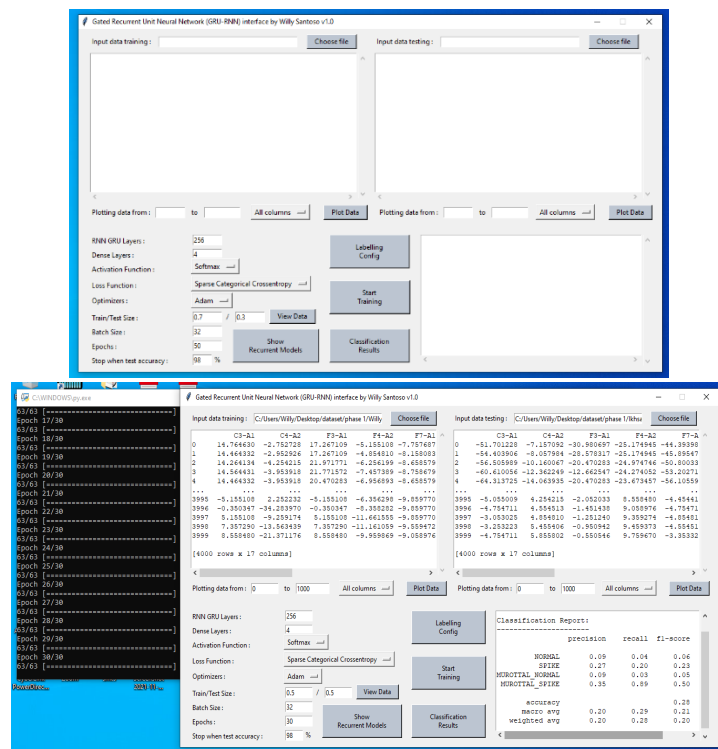 Gated Recurrent Unit Neural Network (GRU-RNN) interface by Willy Santoso v1.0
Input data training : Choose file Input data testing : Choose file
Plotting data from : to All columns Plot Data Plotting data from : to All columns Plot Data
RNN GRU Layers : 256
Dense Layers : 4
Activation Function : Softmax
Loss Function : Sparse Categorical Crossentropy
Optimizers : Adam
Train/Test Size : 0.7 / 0.3 View Data
Batch Size : 32
Epochs : 50
Stop when test accuracy : 98 %
Show
Recurrent Models
Labelling
Config
Start
Training
Classification
Results
C:\WINDOWS\py.exe
63/63 [==============================]
Epoch 17/30
63/63 [==============================]
Epoch 18/30
63/63 [==============================]
Epoch 19/30
63/63 [==============================]
Epoch 20/30
63/63 [==============================]
Epoch 21/30
63/63 [==============================]
Epoch 22/30
63/63 [==============================]
Epoch 23/30
63/63 [==============================]
Epoch 24/30
63/63 [==============================]
Epoch 25/30
63/63 [==============================]
Epoch 26/30
63/63 [==============================]
Epoch 27/30
63/63 [==============================]
Epoch 28/30
63/63 [==============================]
Epoch 29/30
63/63 [==============================]
Epoch 30/30
63/63 [==============================]
PowerDirec...
2021-01-...
Gated Recurrent Unit Neural Network (GRU-RNN) interface by Willy Santoso v1.0
Input data training : C:/Users/Willy/Desktop/dataset/phase 1/Willy Choose file Input data testing : C:/Users/Willy/Desktop/dataset/phase 1/Ikhsa Choose file
C3-A1 C4-A2 F3-A1 F4-A2 F7-A1
0 14.764630 -2.752728 17.267109 -5.155108 -7.757687
1 14.464332 -2.952926 17.267109 -4.854810 -8.158083
2 14.264134 -4.254215 21.971771 -6.256199 -8.658579
3 14.564431 -3.953918 21.771572 -7.457389 -8.758679
4 14.464332 -3.953918 20.470283 -6.956893 -8.658579
... ... ... ... ... ...
3995 -5.155108 2.252232 -5.155108 -6.356298 -9.859770
3996 -0.350347 -34.283970 -0.350347 -8.358282 -9.859770
3997 5.155108 -9.259174 5.155108 -11.661555 -9.859770
3998 7.357290 -13.563439 7.357290 -11.161059 -9.559472
3999 8.558480 -21.371176 8.558480 -9.959869 -9.058976
[4000 rows x 17 columns]
C3-A1 C4-A2 F3-A1 F4-A2 F7-A
0 -51.701228 -7.157092 -30.980697 -25.174945 -44.39398
1 -54.403906 -8.057984 -28.578317 -25.174945 -45.89547
2 -56.505989 -10.160067 -20.470283 -24.974746 -50.80033
3 -60.610056 -12.362249 -12.662547 -24.274052 -53.20271
4 -64.313725 -14.063935 -20.470283 -23.673457 -56.10559
... ... ... ... ... ...
3995 -5.055009 4.254215 -2.052033 8.558480 -4.45441
3996 -4.754711 4.554513 -1.451438 9.058976 -4.75471
3997 -3.053025 4.854810 -1.251240 9.359274 -4.85481
3998 -3.253223 5.455406 -0.950942 9.459373 -4.55451
3999 -4.754711 5.855802 -0.550546 9.759670 -3.35332
[4000 rows x 17 columns]
Plotting data from : 0 to 1000 All columns Plot Data Plotting data from : 0 to 1000 All columns Plot Data
RNN GRU Layers : 256
Dense Layers : 4
Activation Function : Softmax
Loss Function : Sparse Categorical Crossentropy
Optimizers : Adam
Train/Test Size : 0.5 / 0.5 View Data
Batch Size : 32
Epochs : 30
Stop when test accuracy : 98 %
Show
Recurrent Models
Labelling
Config
Start
Training
Classification
Results
Classification Report:
----------------------
precision recall f1-score
NORMAL 0.09 0.04 0.06
SPIKE 0.27 0.20 0.23
MUROTTAL_NORMAL 0.09 0.03 0.05
MUROTTAL_SPIKE 0.35 0.89 0.50
accuracy 0.28
macro avg 0.20 0.29 0.21
weighted avg 0.20 0.28 0.20